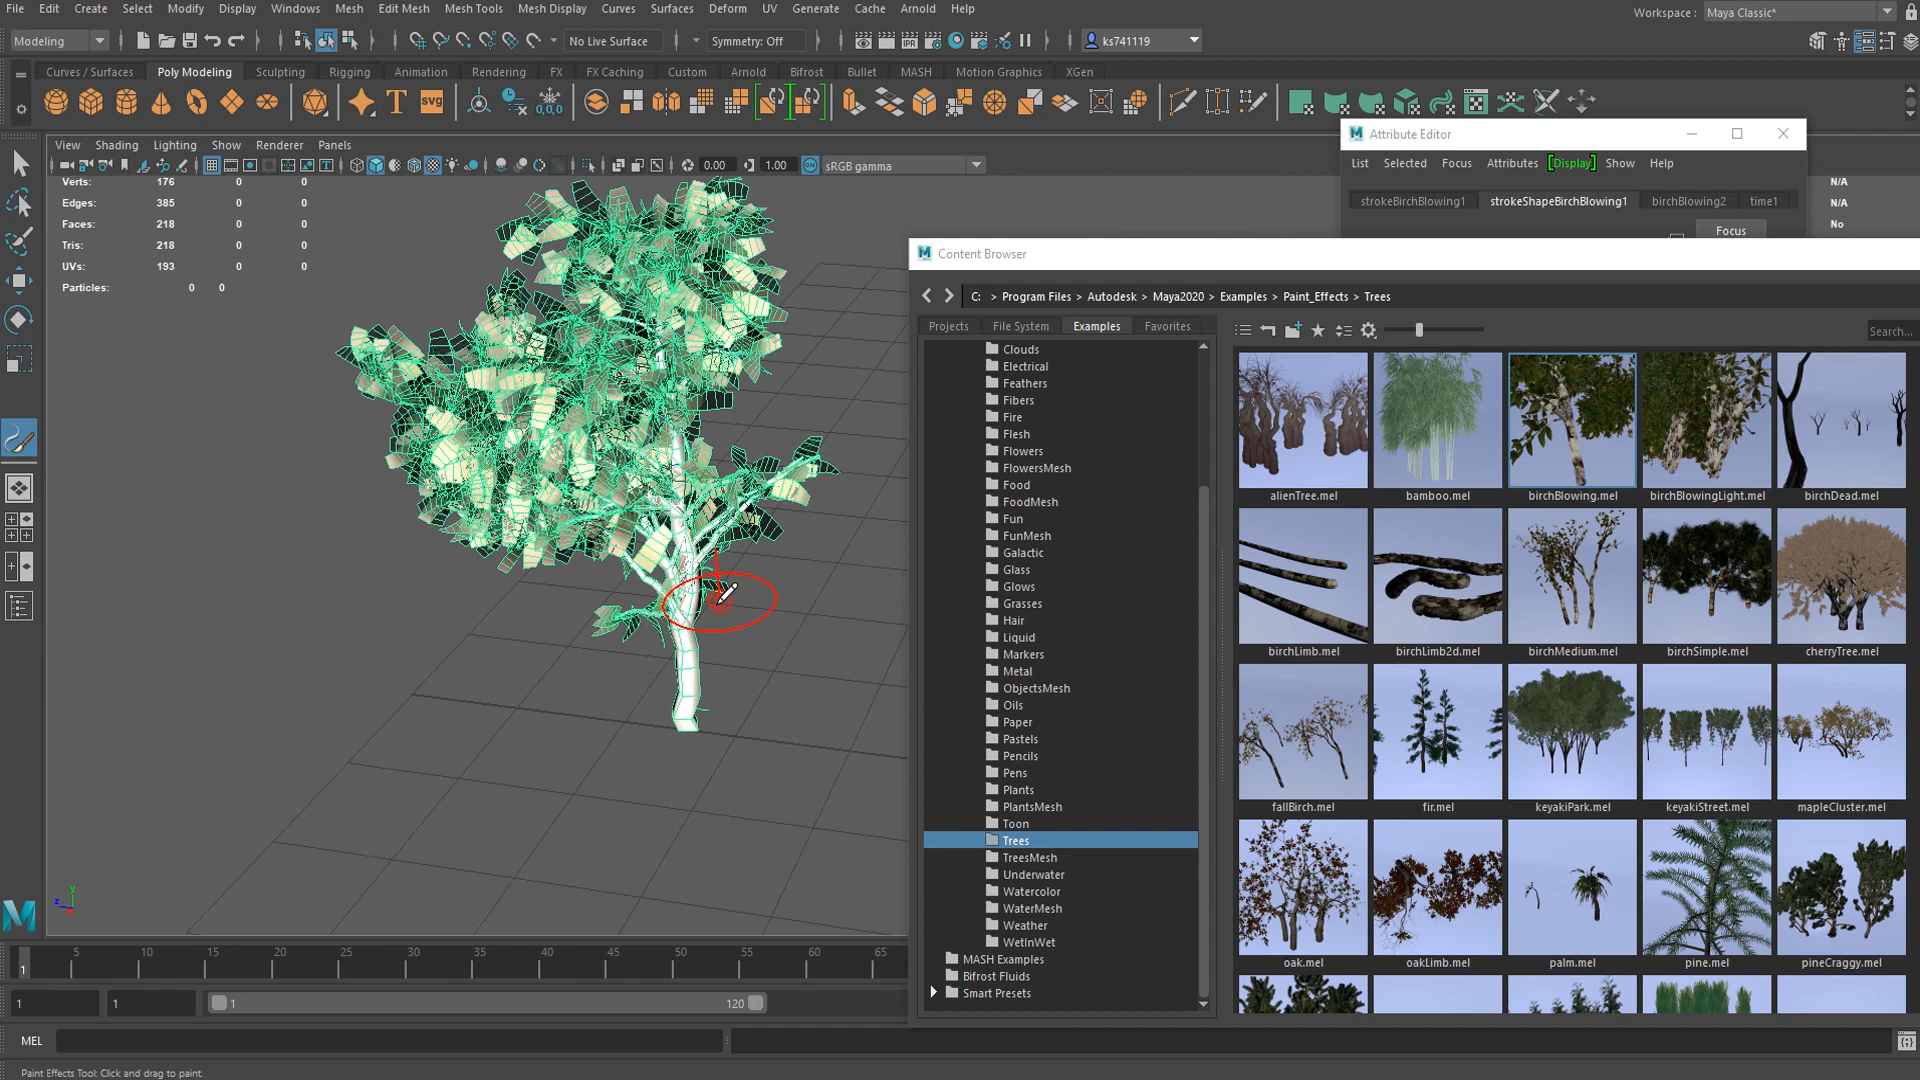 File Edit Create Select Modify Display Windows Mesh Edit Mesh Mesh Tools Mesh Display Curves Surfaces Deform UV Generate Cache Arnold Help
Workspace : Maya Classic*
Modeling
No Live Surface
Symmetry: Off
IPR
ks741119
Curves / Surfaces Poly Modeling Sculpting Rigging Animation Rendering FX FX Caching Custom Arnold Bifrost Bullet MASH Motion Graphics XGen
SVG
0,0,0
View Shading Lighting Show Renderer Panels
0.00 1.00 sRGB gamma
Verts: 176 0 0
Edges: 385 0 0
Faces: 218 0 0
Tris: 218 0 0
UVs: 193 0 0
Particles: 0 0
M Attribute Editor
List Selected Focus Attributes Display Show Help
strokeBirchBlowing1 strokeShapeBirchBlowing1 birchBlowing2 time1
Focus
N/A
N/A
No
M Content Browser
C: > Program Files > Autodesk > Maya2020 > Examples > Paint_Effects > Trees
Projects File System Examples Favorites
Search...
Clouds
Electrical
Feathers
Fibers
Fire
Flesh
Flowers
FlowersMesh
Food
FoodMesh
Fun
FunMesh
Galactic
Glass
Glows
Grasses
Hair
Liquid
Markers
Metal
ObjectsMesh
Oils
Paper
Pastels
Pencils
Pens
Plants
PlantsMesh
Toon
Trees
TreesMesh
Underwater
Watercolor
WaterMesh
Weather
WetInWet
MASH Examples
Bifrost Fluids
Smart Presets
alienTree.mel bamboo.mel birchBlowing.mel birchBlowingLight.mel birchDead.mel
birchLimb.mel birchLimb2d.mel birchMedium.mel birchSimple.mel cherryTree.mel
fallBirch.mel fir.mel keyakiPark.mel keyakiStreet.mel mapleCluster.mel
oak.mel oakLimb.mel palm.mel pine.mel pineCraggy.mel
y
z
M
5 10 15 20 25 30 35 40 45 50 55 60 65
1
1 1 1 120
MEL
Paint Effects Tool: Click and drag to paint.